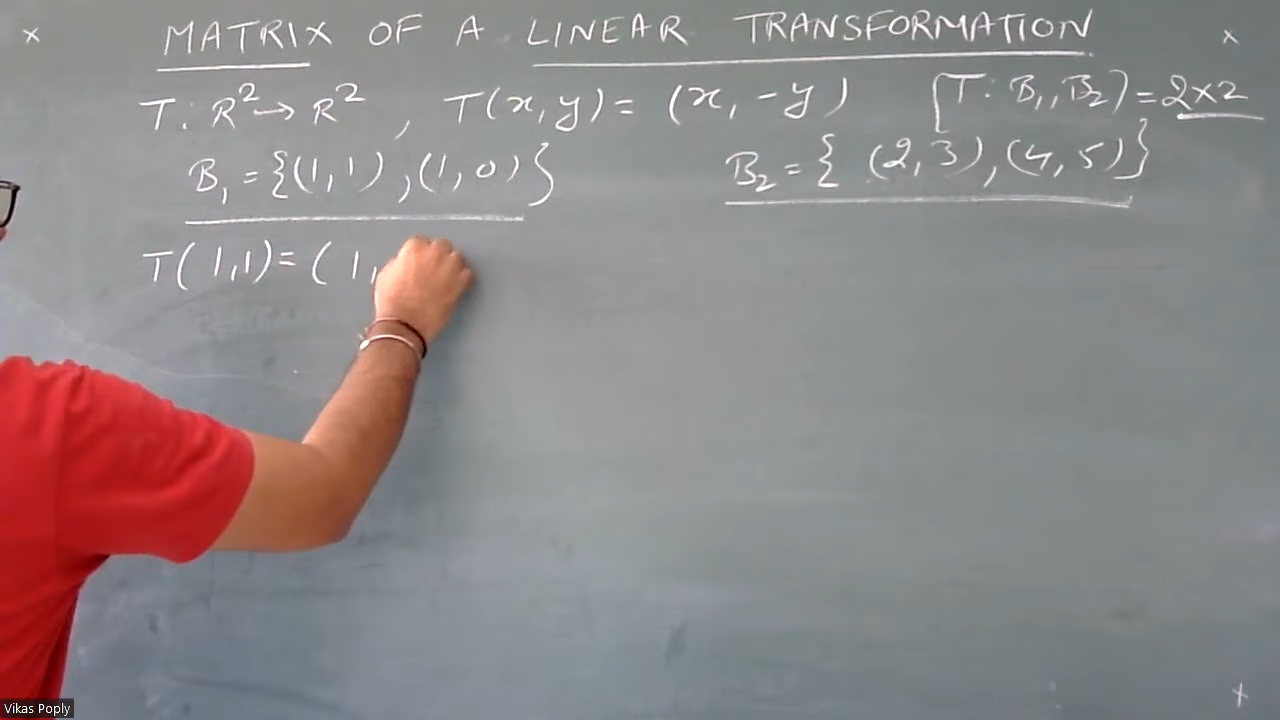 MATRIX OF A LINEAR TRANSFORMATION
T: R² → R², T(x,y) = (x, -y) [T: B₁, B₂) = 2×2
B₁ = {(1,1), (1,0)} B₂ = { (2,3), (4,5)}
T(1,1) = (1,
Vikas Poply